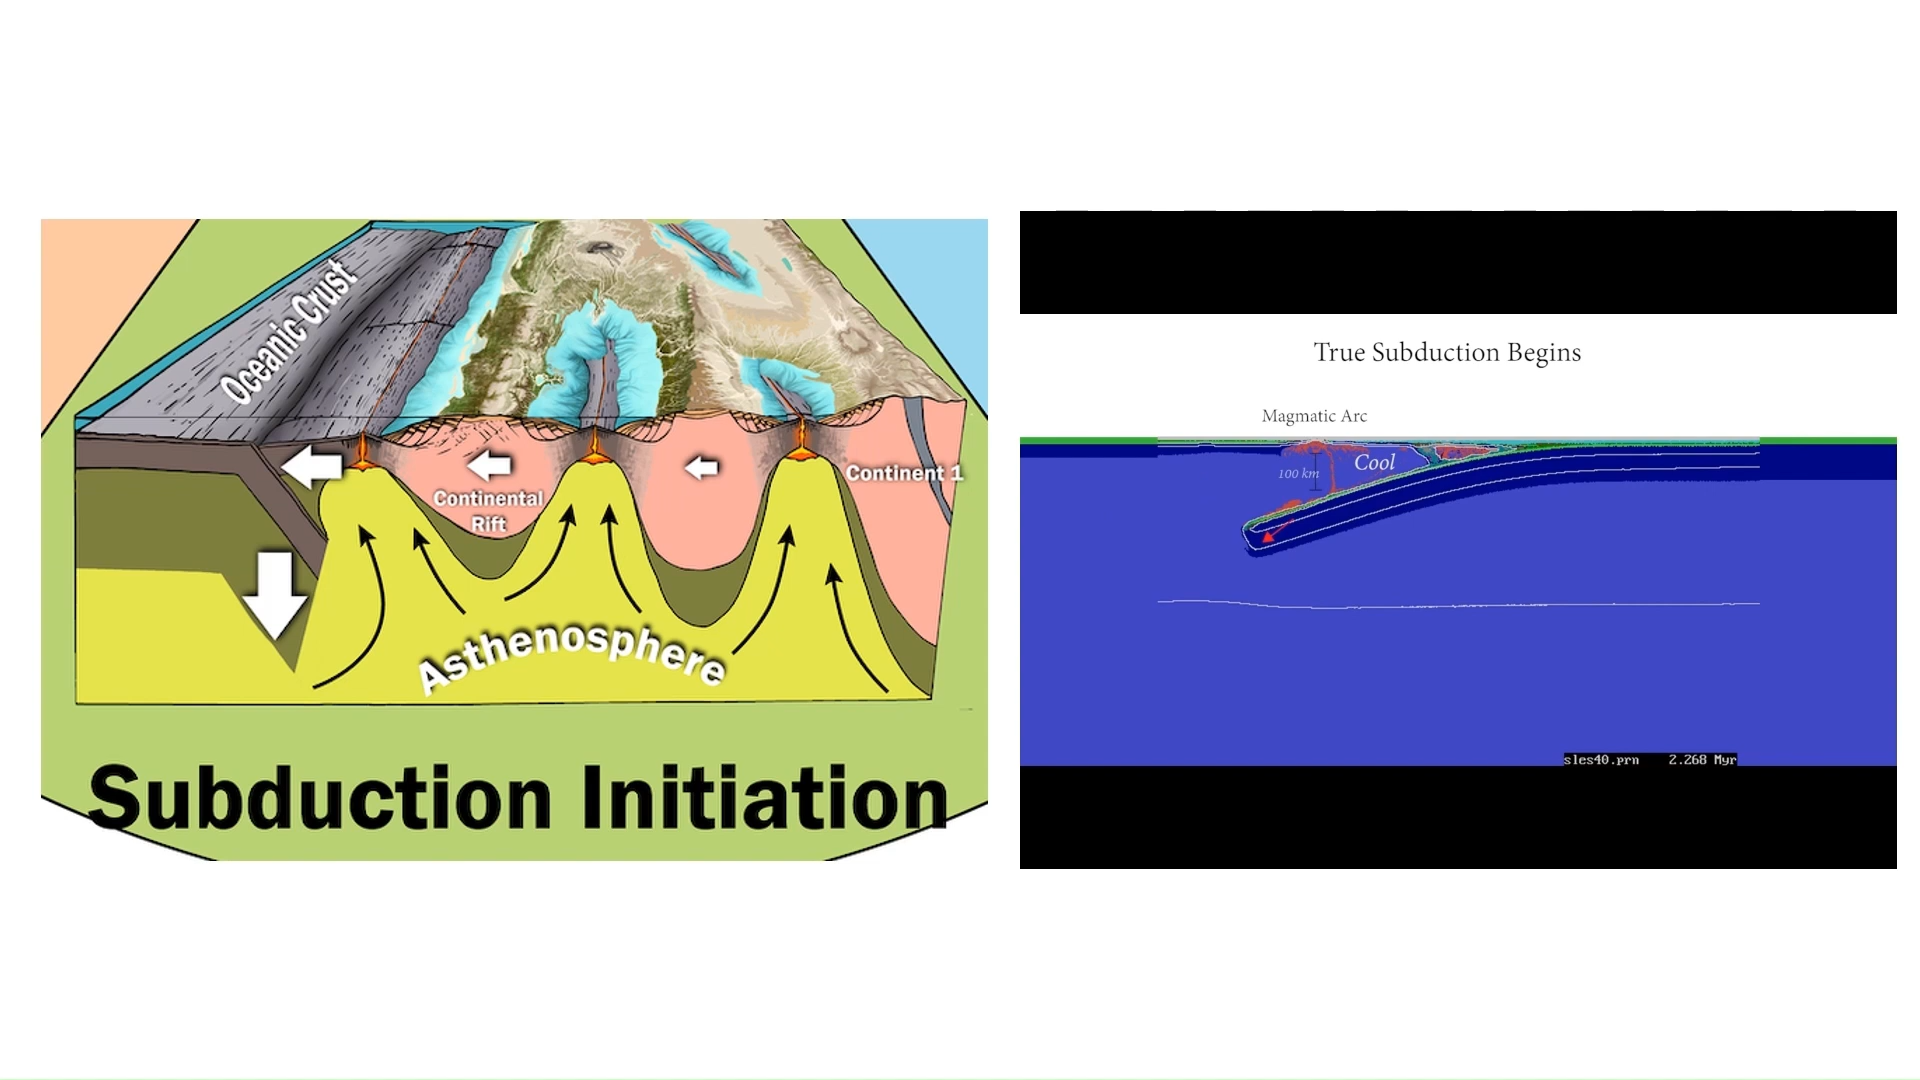 Oceanic Crust
Continental
Rift
Continent 1
Asthenosphere
Subduction Initiation
True Subduction Begins
Magmatic Arc
Cool
100 km
sles40.prn 2.268 Myr